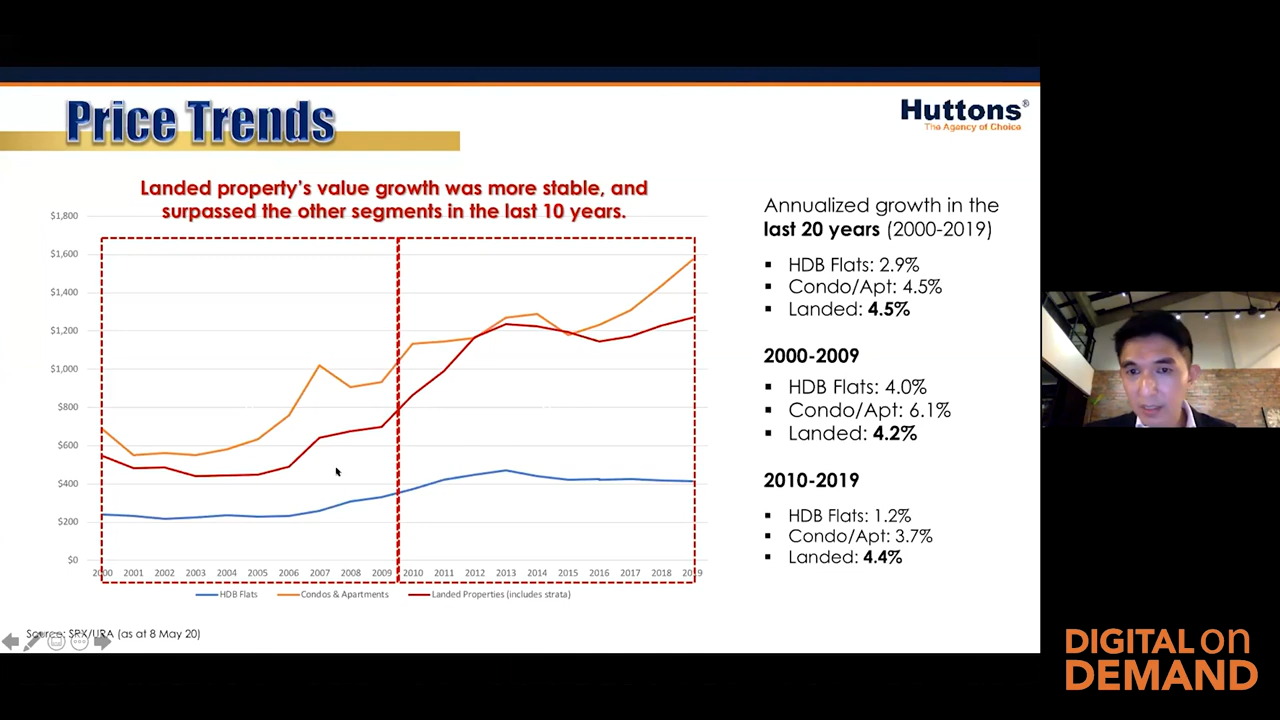 Price Trends
Huttons®
The Agency of Choice
Landed property's value growth was more stable, and
surpassed the other segments in the last 10 years.
$1,800
$1,600
$1,400
$1,200
$1,000
$800
$600
$400
$200
$0
2000 2001 2002 2003 2004 2005 2006 2007 2008 2009 2010 2011 2012 2013 2014 2015 2016 2017 2018 2019
HDB Flats Condos & Apartments Landed Properties (includes strata)
Source: SRX/URA (as at 8 May 20)
Annualized growth in the
last 20 years (2000-2019)
▪ HDB Flats: 2.9%
▪ Condo/Apt: 4.5%
▪ Landed: 4.5%
2000-2009
▪ HDB Flats: 4.0%
▪ Condo/Apt: 6.1%
▪ Landed: 4.2%
2010-2019
▪ HDB Flats: 1.2%
▪ Condo/Apt: 3.7%
▪ Landed: 4.4%
DIGITAL on
DEMAND